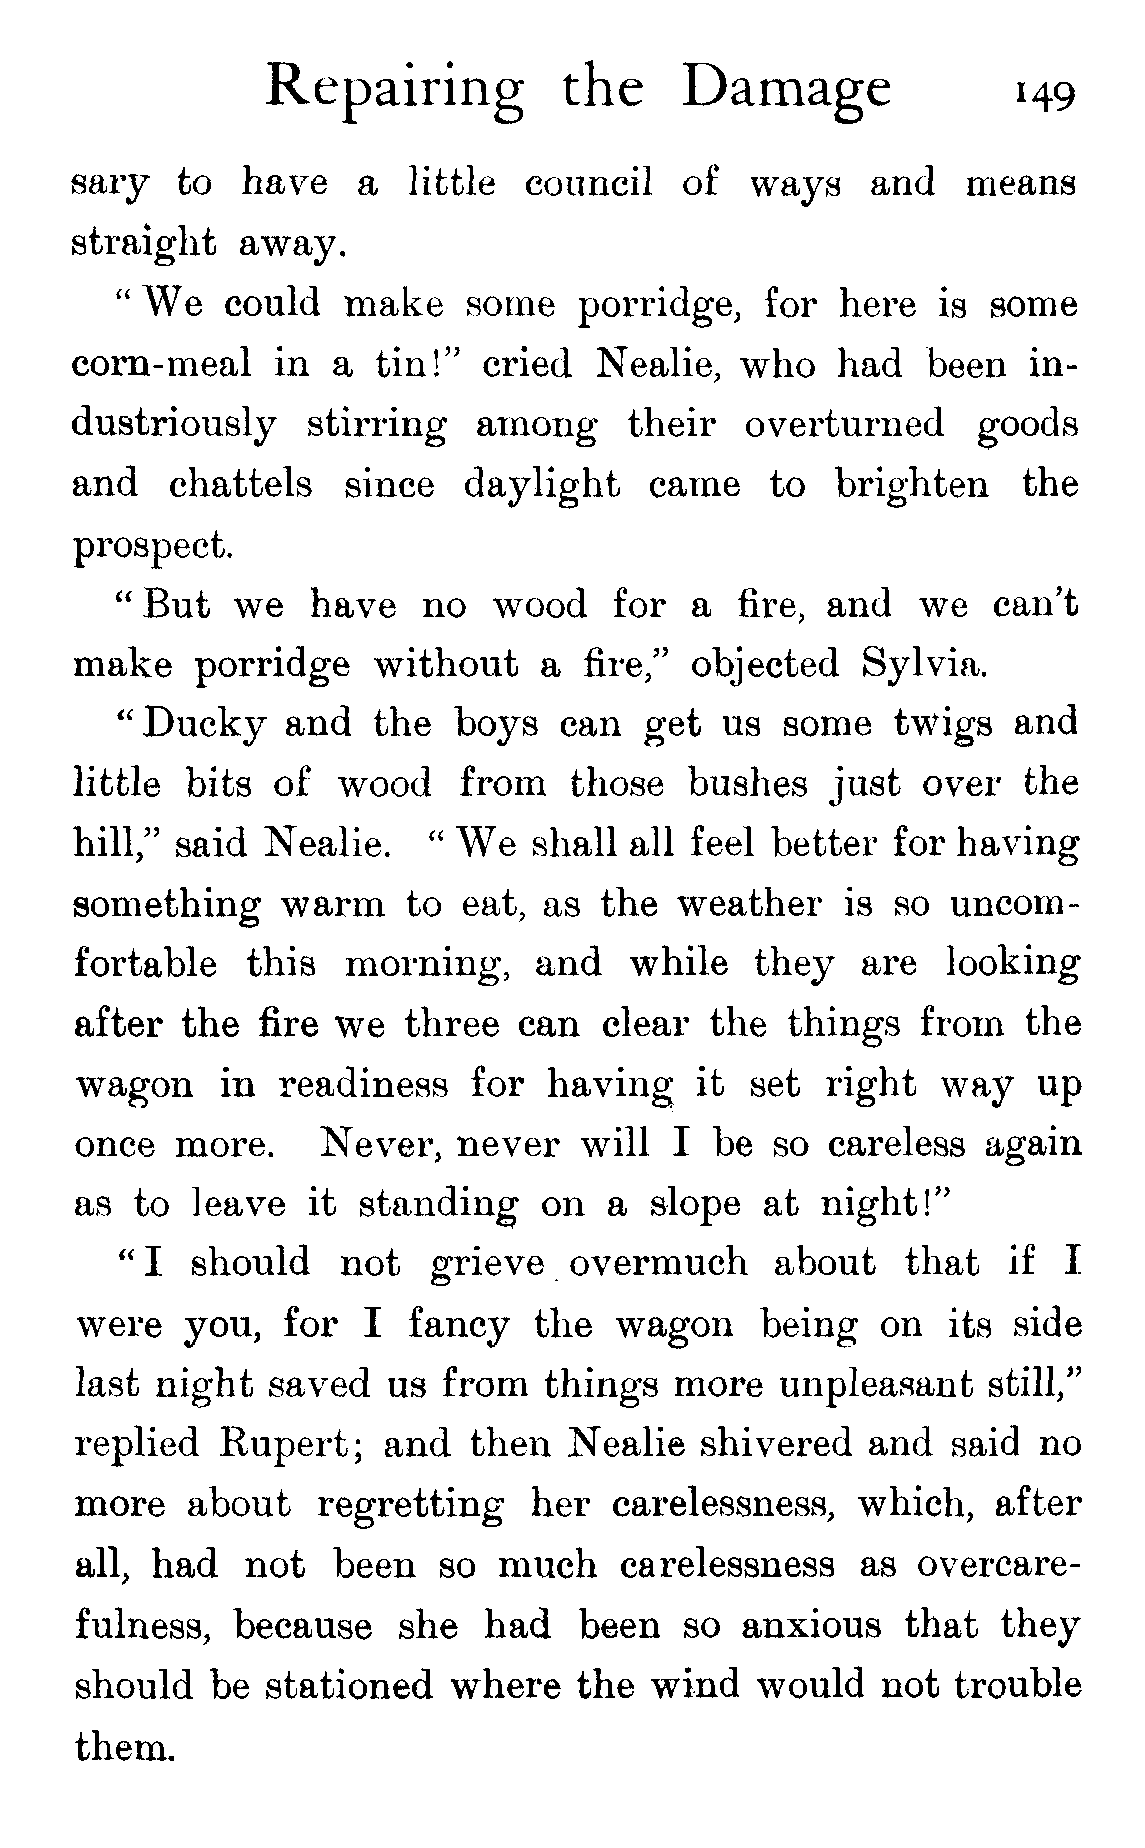 Repairing the Damage 149
sary to have a little council of ways and means
straight away.
“We could make some porridge, for here is some
corn-meal in a tin!” cried Nealie, who had been in-
dustriously stirring among their overturned goods
and chattels since daylight came to brighten the
prospect.
“But we have no wood for a fire, and we can’t
make porridge without a fire,” objected Sylvia.
“Ducky and the boys can get us some twigs and
little bits of wood from those bushes just over the
hill,” said Nealie. “We shall all feel better for having
something warm to eat, as the weather is so uncom-
fortable this morning, and while they are looking
after the fire we three can clear the things from the
wagon in readiness for having it set right way up
once more. Never, never will I be so careless again
as to leave it standing on a slope at night!”
“I should not grieve overmuch about that if I
were you, for I fancy the wagon being on its side
last night saved us from things more unpleasant still,”
replied Rupert; and then Nealie shivered and said no
more about regretting her carelessness, which, after
all, had not been so much carelessness as overcare-
fulness, because she had been so anxious that they
should be stationed where the wind would not trouble
them.